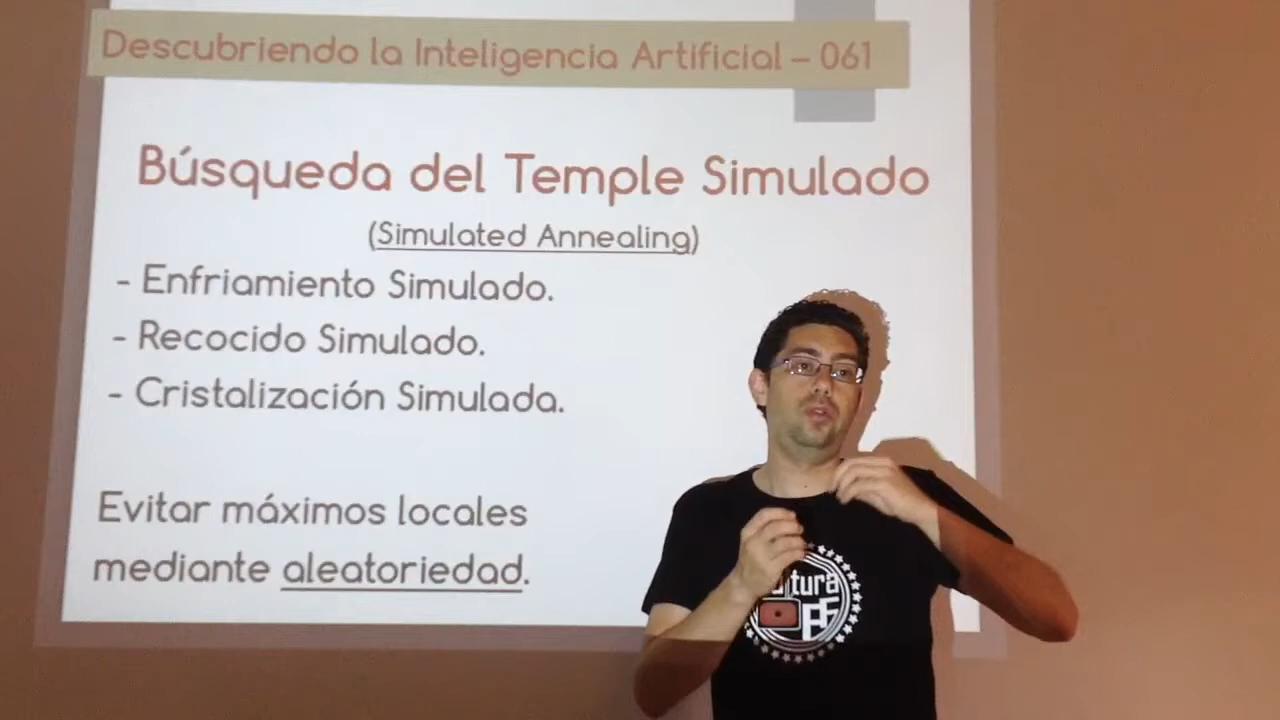 Descubriendo la Inteligencia Artificial – 061
Búsqueda del Temple Simulado
(Simulated Annealing)
- Enfriamiento Simulado.
- Recocido Simulado.
- Cristalización Simulada.
Evitar máximos locales
mediante aleatoriedad.